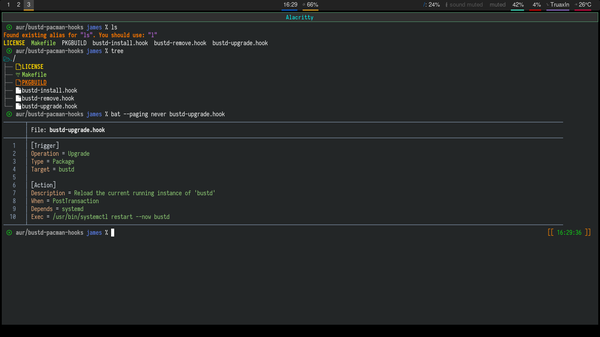 1 2 3 16:29 66% 24% muted 42% 4% TruaxIn 26°C
Alacritty
aur/bustd-pacman-hooks james % ls
Found existing alias for "ls". You should use: "l"
LICENSE Makefile PKGBUILD bustd-install.hook bustd-remove.hook bustd-upgrade.hook
aur/bustd-pacman-hooks james % tree
/
LICENSE
Makefile
PKGBUILD
bustd-install.hook
bustd-remove.hook
bustd-upgrade.hook
aur/bustd-pacman-hooks james % bat --paging never bustd-upgrade.hook
File: bustd-upgrade.hook
1 [Trigger]
2 Operation = Upgrade
3 Type = Package
4 Target = bustd
5
6 [Action]
7 Description = Reload the current running instance of 'bustd'
8 When = PostTransaction
9 Depends = systemd
10 Exec = /usr/bin/systemctl restart --now bustd
aur/bustd-pacman-hooks james % [[ 16:29:36 ]